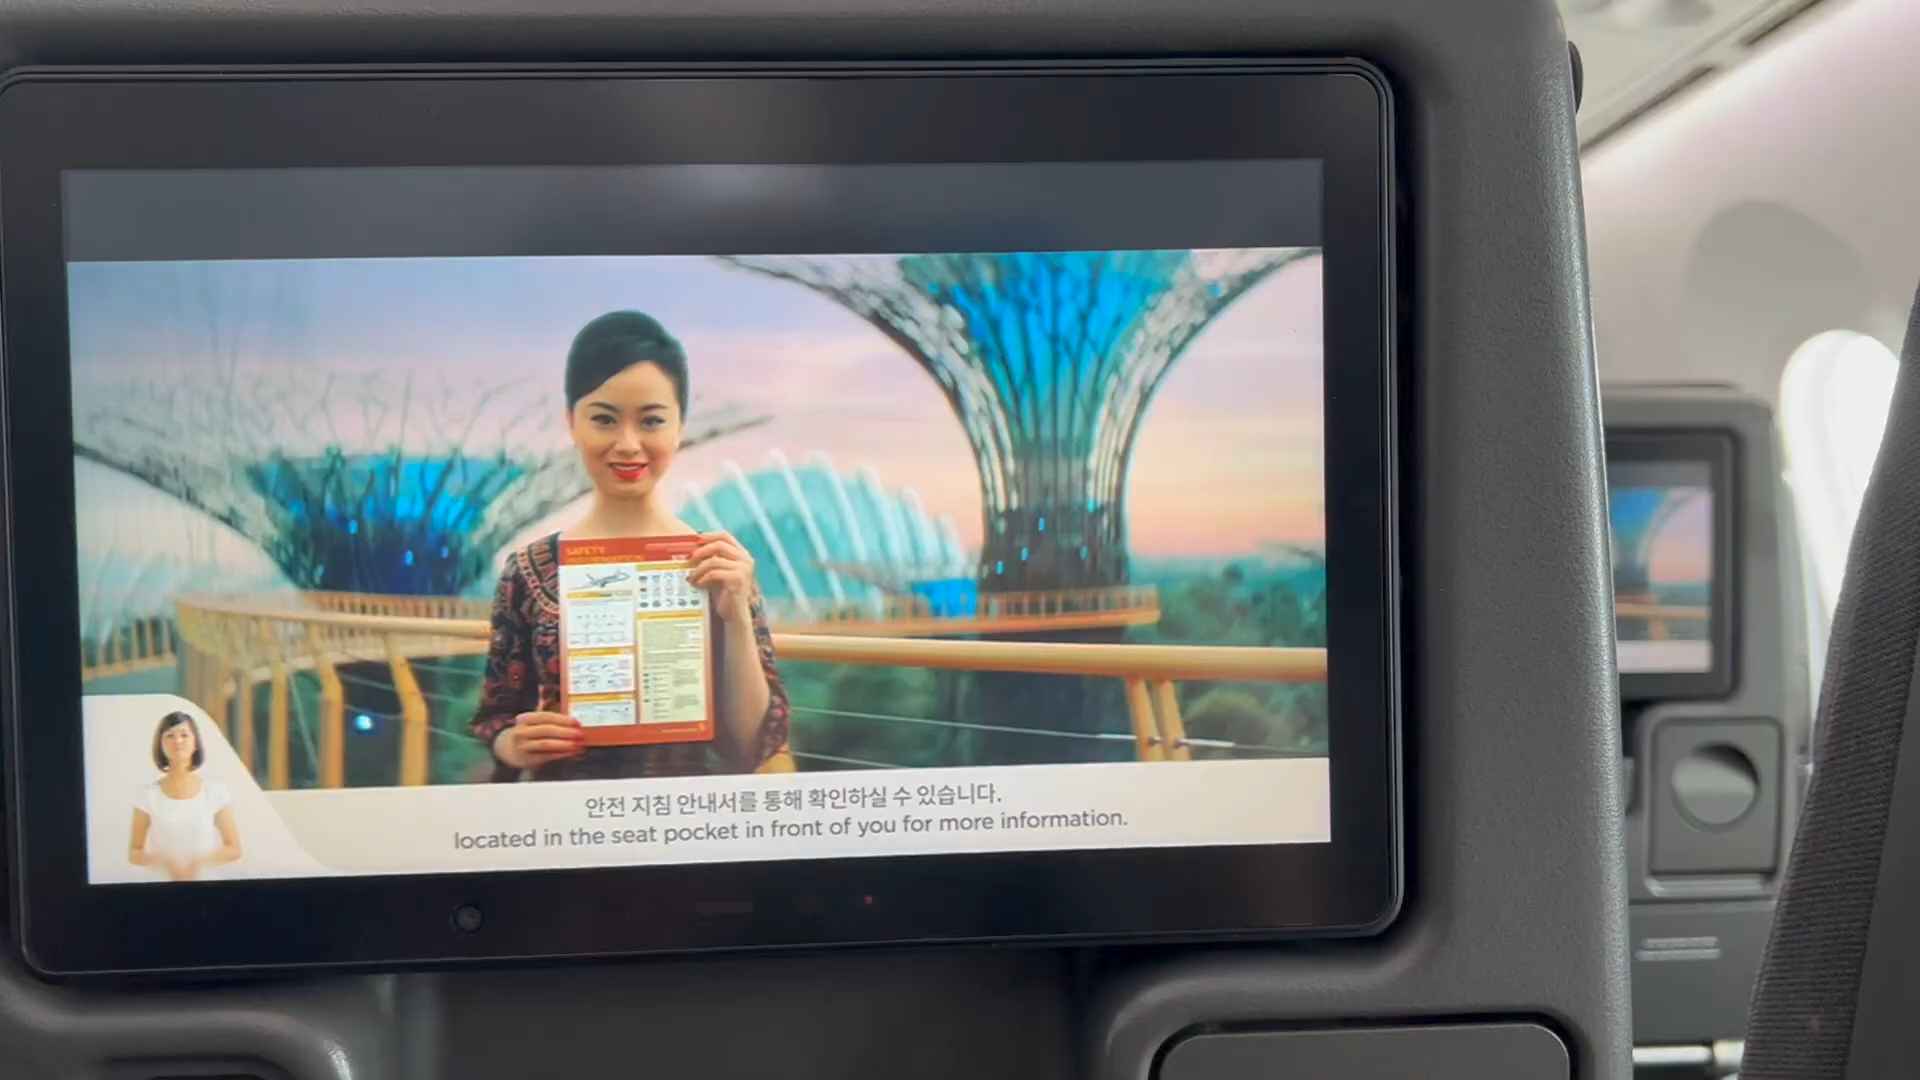 SAFETY
안전 지침 안내서를 통해 확인하실 수 있습니다.
located in the seat pocket in front of you for more information.